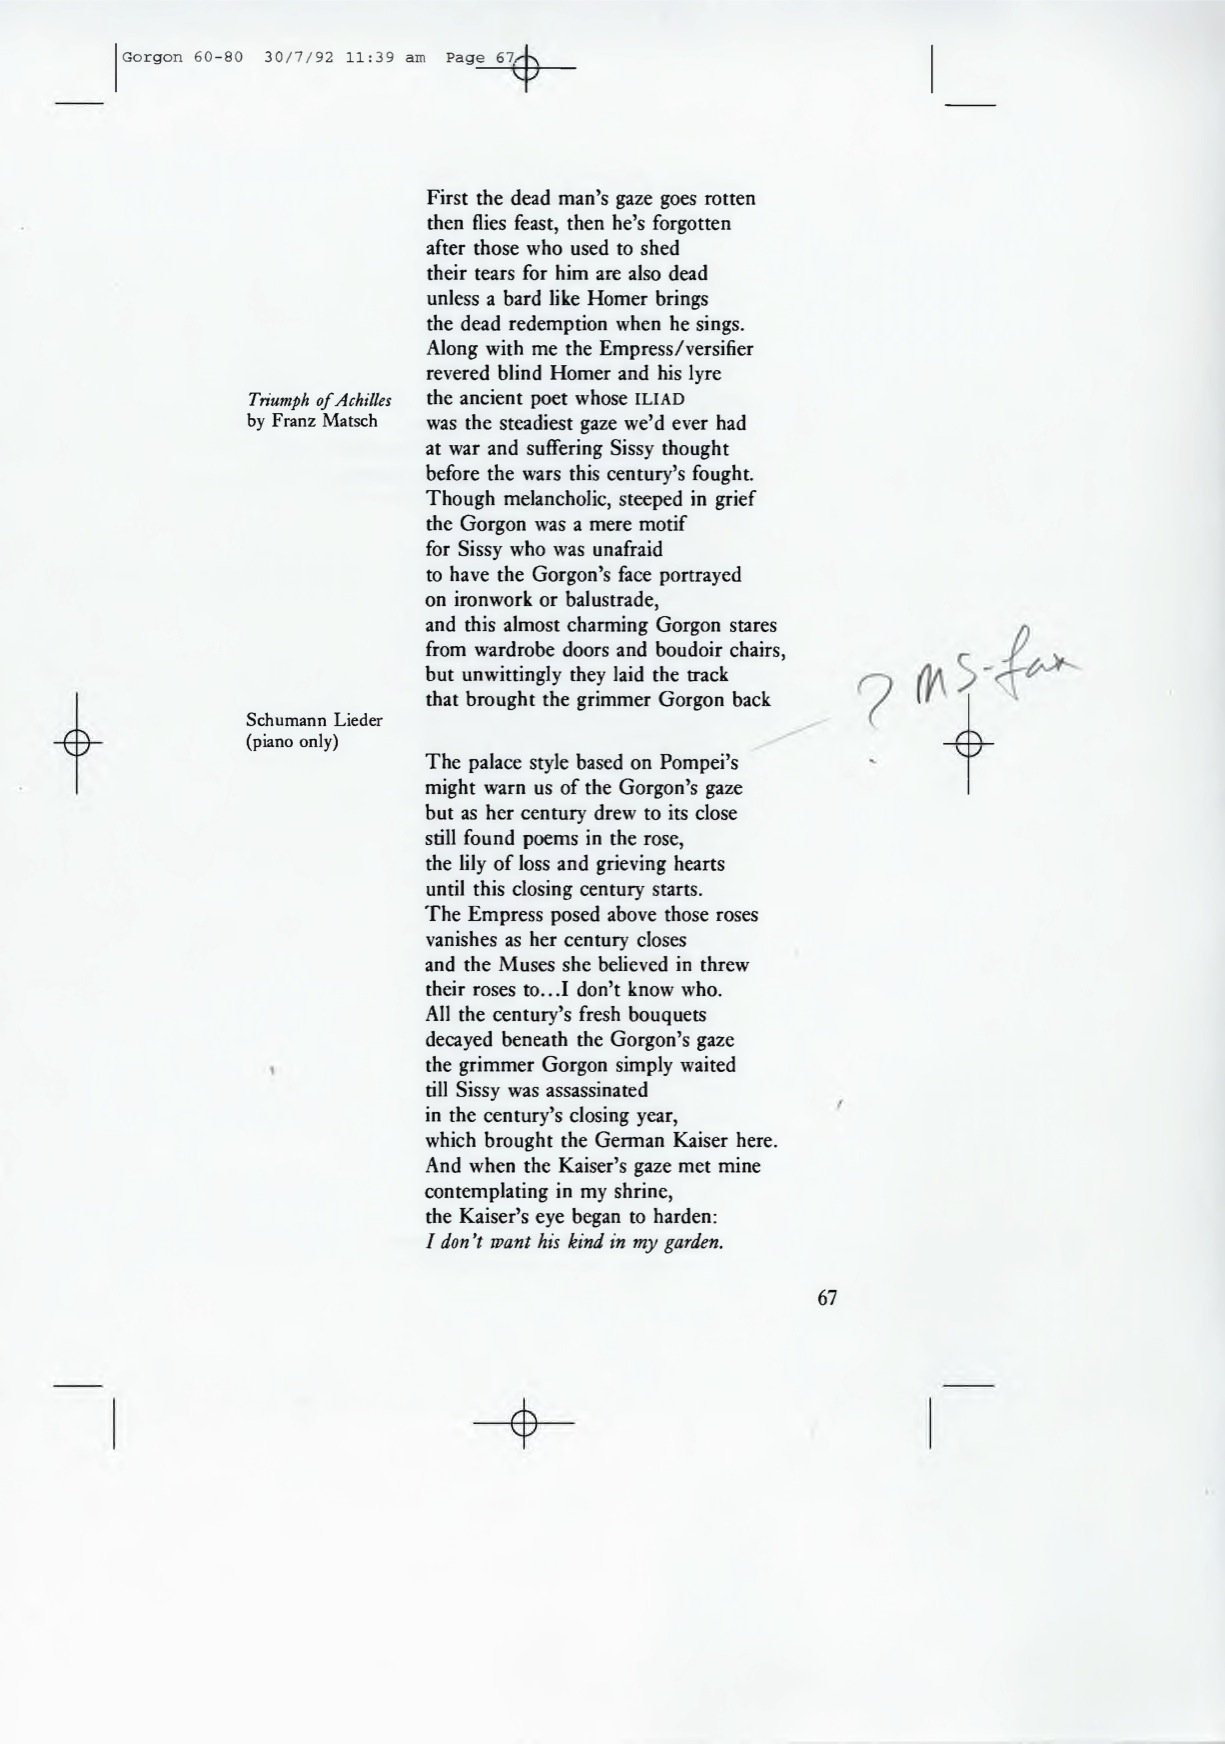 Gorgon 60-80 30/7/92 11:39 am Page 67
First the dead man's gaze goes rotten
then flies feast, then he's forgotten
after those who used to shed
their tears for him are also dead
unless a bard like Homer brings
the dead redemption when he sings.
Along with me the Empress/versifier
revered blind Homer and his lyre
Triumph of Achilles
by Franz Matsch
the ancient poet whose ILIAD
was the steadiest gaze we'd ever had
at war and suffering Sissy thought
before the wars this century's fought.
Though melancholic, steeped in grief
the Gorgon was a mere motif
for Sissy who was unafraid
to have the Gorgon's face portrayed
on ironwork or balustrade,
and this almost charming Gorgon stares
from wardrobe doors and boudoir chairs,
but unwittingly they laid the track
that brought the grimmer Gorgon back
? MS-fax
Schumann Lieder
(piano only)
The palace style based on Pompei's
might warn us of the Gorgon's gaze
but as her century drew to its close
still found poems in the rose,
the lily of loss and grieving hearts
until this closing century starts.
The Empress posed above those roses
vanishes as her century closes
and the Muses she believed in threw
their roses to...I don't know who.
All the century's fresh bouquets
decayed beneath the Gorgon's gaze
the grimmer Gorgon simply waited
till Sissy was assassinated
in the century's closing year,
which brought the German Kaiser here.
And when the Kaiser's gaze met mine
contemplating in my shrine,
the Kaiser's eye began to harden:
I don't want his kind in my garden.
67